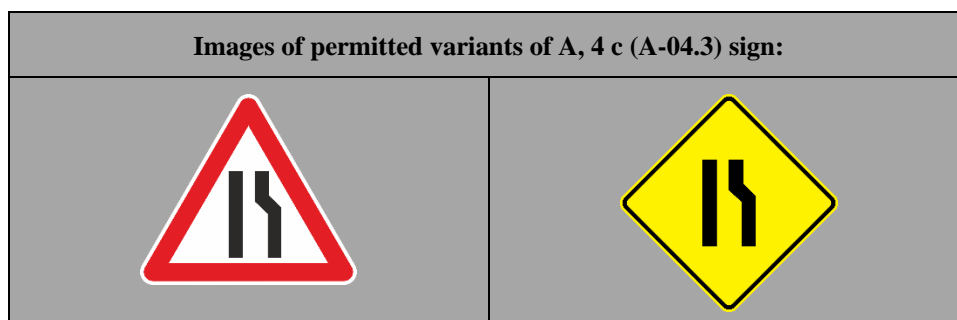 Images of permitted variants of A, 4 c (A-04.3) sign: